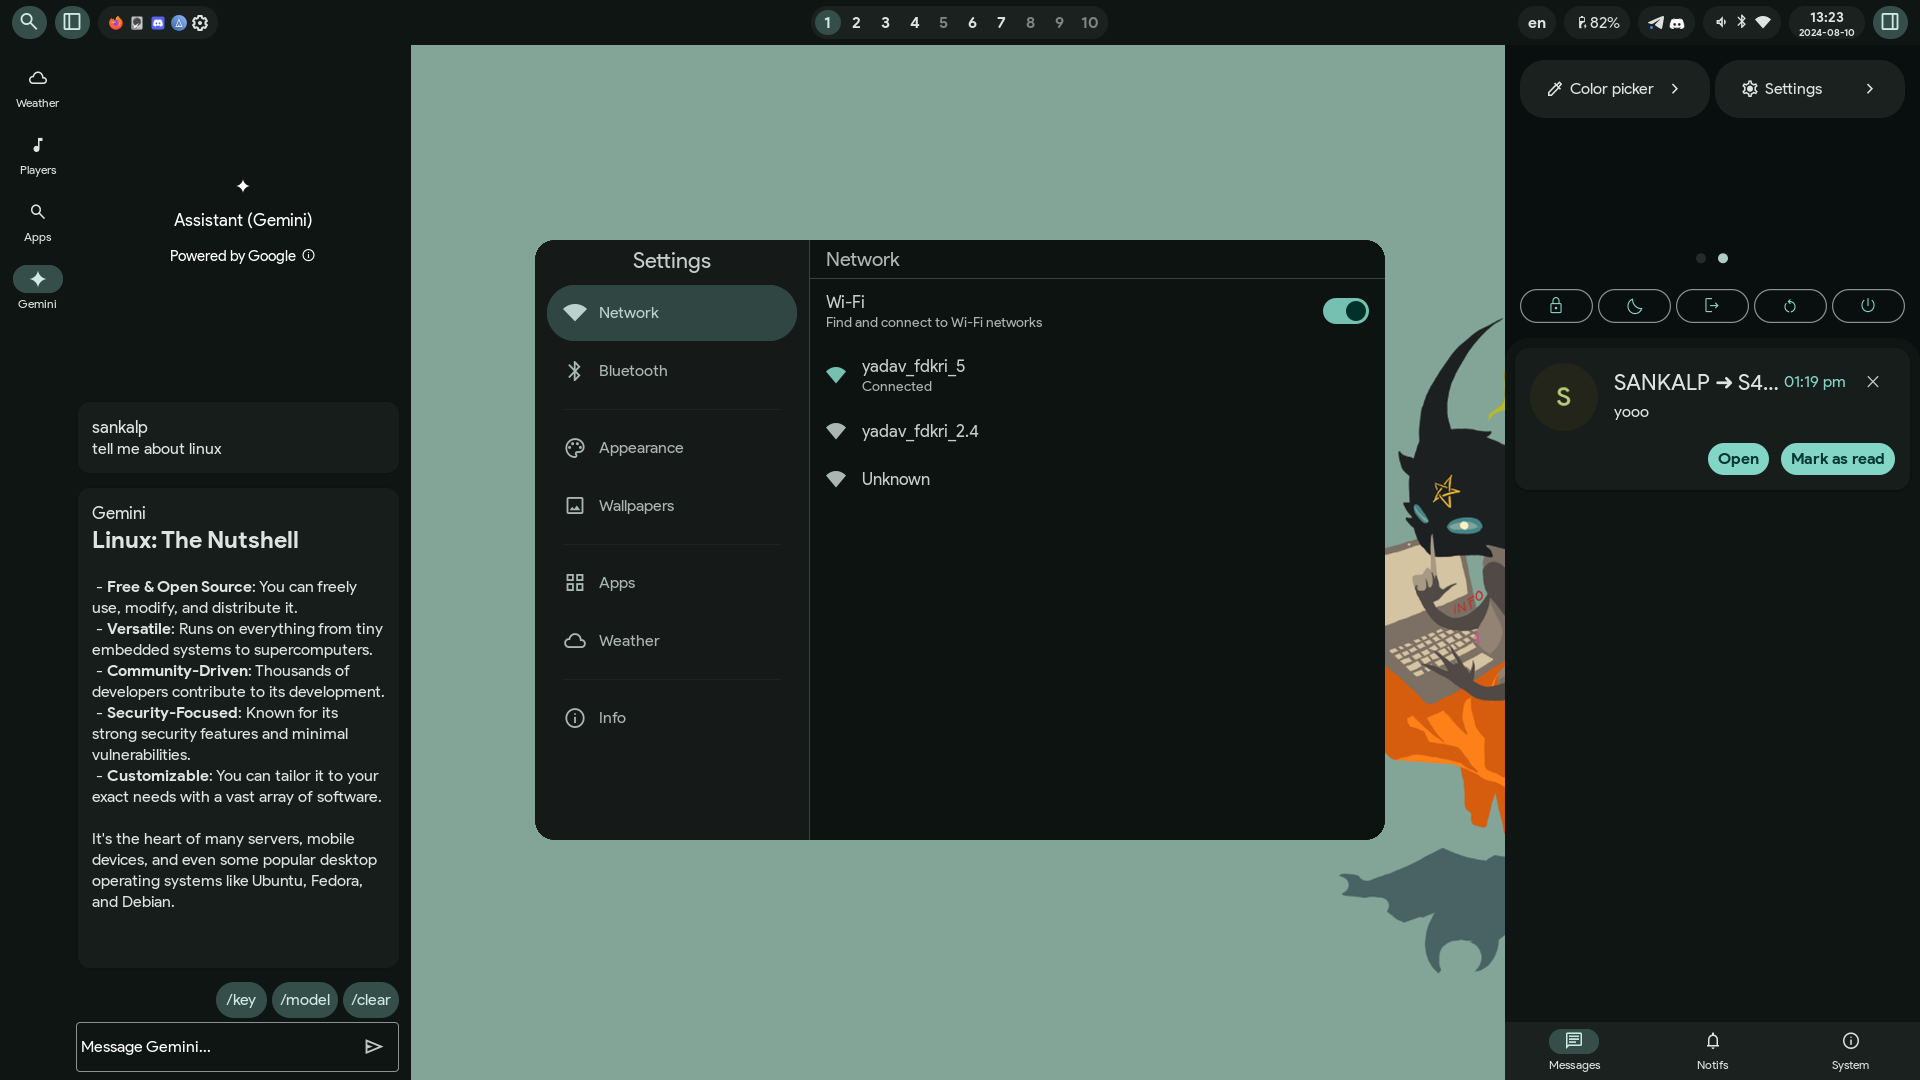 1 2 3 4 5 6 7 8 9 10
en
82%
13:23
2024-08-10
Weather
Players
Apps
Gemini
Assistant (Gemini)
Powered by Google
sankalp
tell me about linux
Gemini
Linux: The Nutshell
- Free & Open Source: You can freely
use, modify, and distribute it.
- Versatile: Runs on everything from tiny
embedded systems to supercomputers.
- Community-Driven: Thousands of
developers contribute to its development.
- Security-Focused: Known for its
strong security features and minimal
vulnerabilities.
- Customizable: You can tailor it to your
exact needs with a vast array of software.
It's the heart of many servers, mobile
devices, and even some popular desktop
operating systems like Ubuntu, Fedora,
and Debian.
/key /model /clear
Message Gemini...
Settings
Network
Bluetooth
Appearance
Wallpapers
Apps
Weather
Info
Network
Wi-Fi
Find and connect to Wi-Fi networks
yadav_fdkri_5
Connected
yadav_fdkri_2.4
Unknown
INFO
Color picker
Settings
S
SANKALP ➜ S4... 01:19 pm
yooo
Open Mark as read
Messages Notifs System